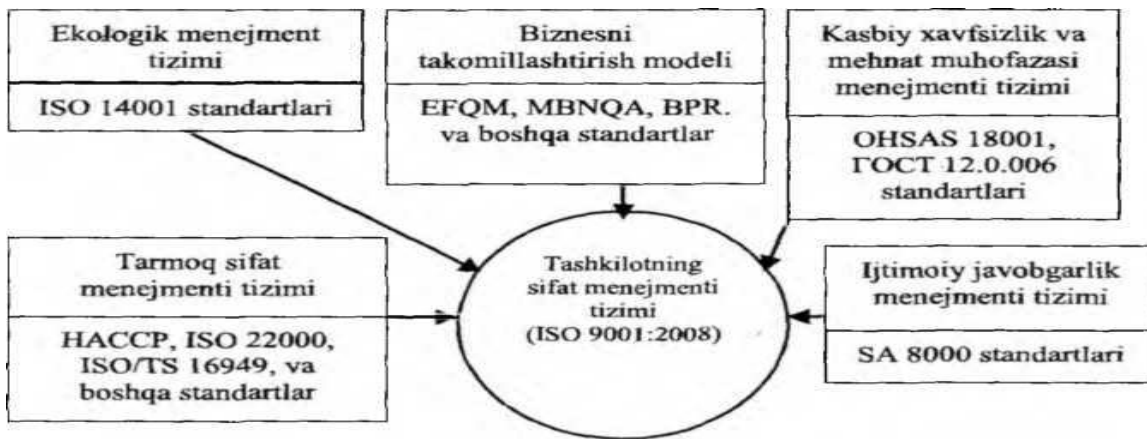 Ekologik menejment
tizimi
ISO 14001 standartlari
Biznesni
takomillashtirish modeli
EFQM, MBNQA, BPR.
va boshqa standartlar
Kasbiy xavfsizlik va
mehnat muhofazasi
menejmenti tizimi
OHSAS 18001,
ГОСТ 12.0.006
standartlari
Tarmoq sifat
menejmenti tizimi
HACCP, ISO 22000,
ISO/TS 16949, va
boshqa standartlar
Tashkilotning
sifat menejmenti
tizimi
(ISO 9001:2008)
Ijtimoiy javobgarlik
menejmenti tizimi
SA 8000 standartlari